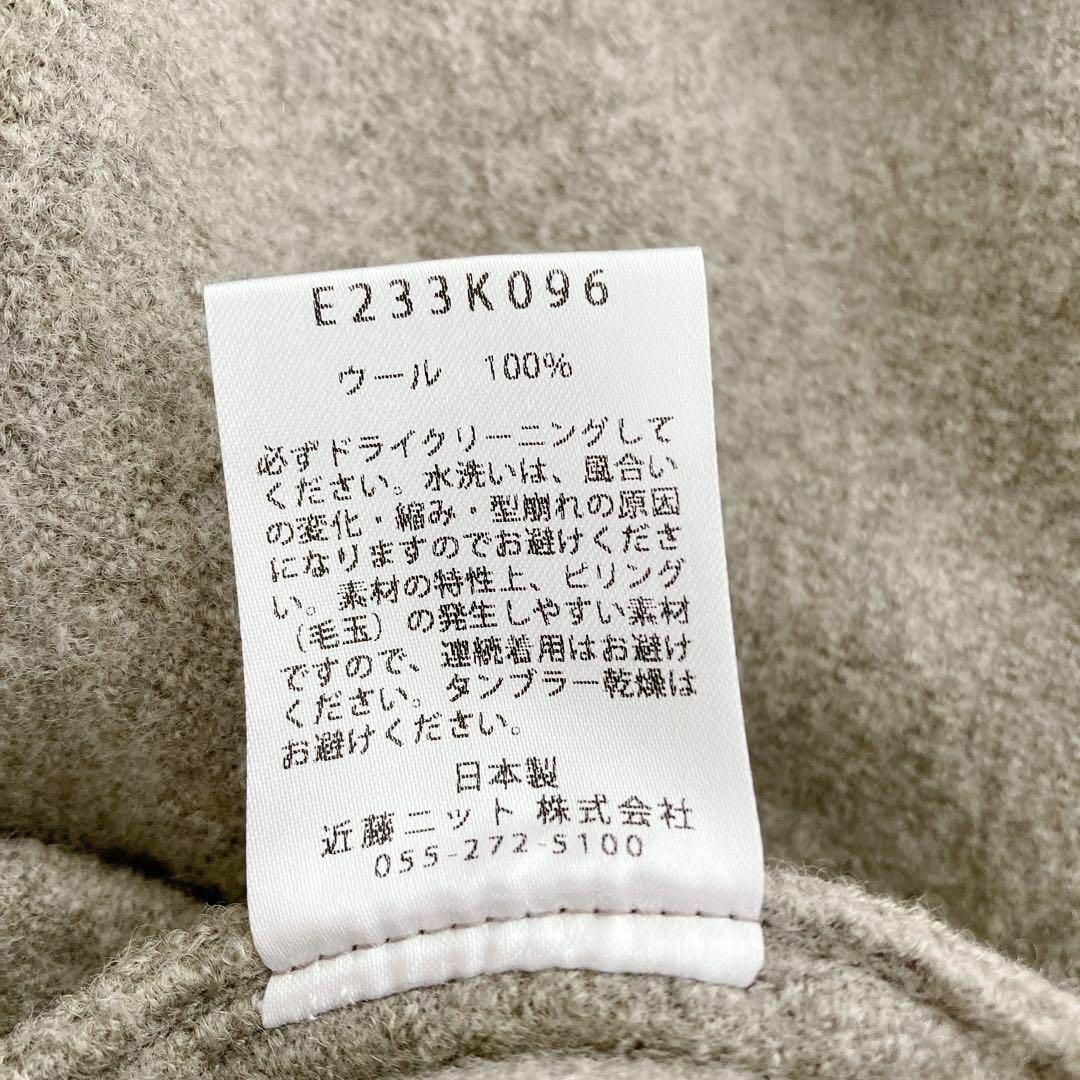 E233K096
ウール 100%
必ずドライクリーニングして
ください。水洗いは、風合い
の変化・縮み・型崩れの原因
になりますのでお避けくださ
い。素材の特性上、ピリング
（毛玉）の発生しやすい素材
ですので、連続着用はお避け
ください。タンブラー乾燥は
お避けください。
日本製
近藤ニット 株式会社
055-272-5100